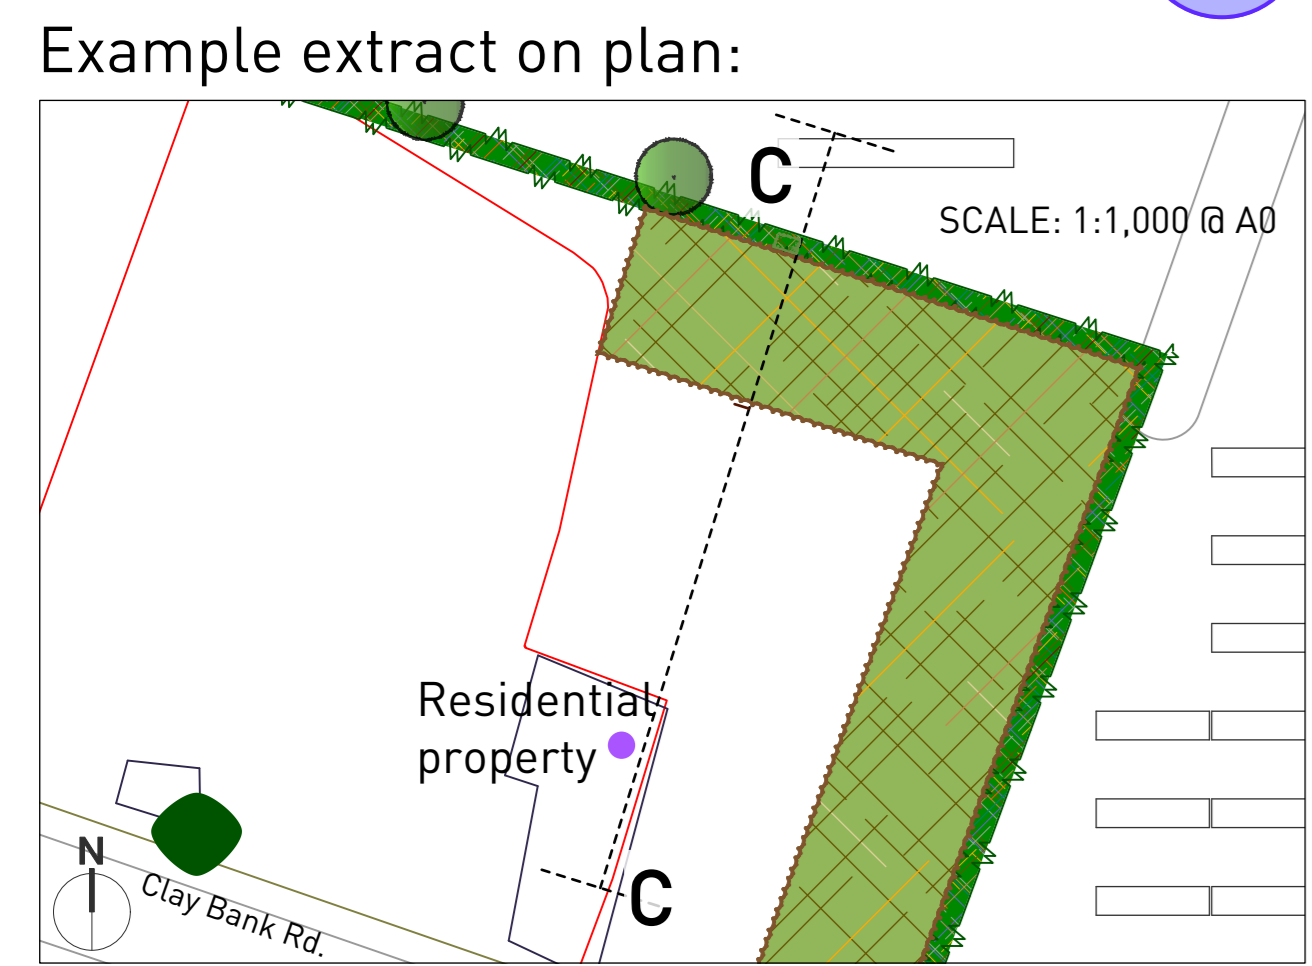 Example extract on plan:
C
SCALE: 1:1,000 @ A0
Residential
property
N
Clay Bank Rd.
C